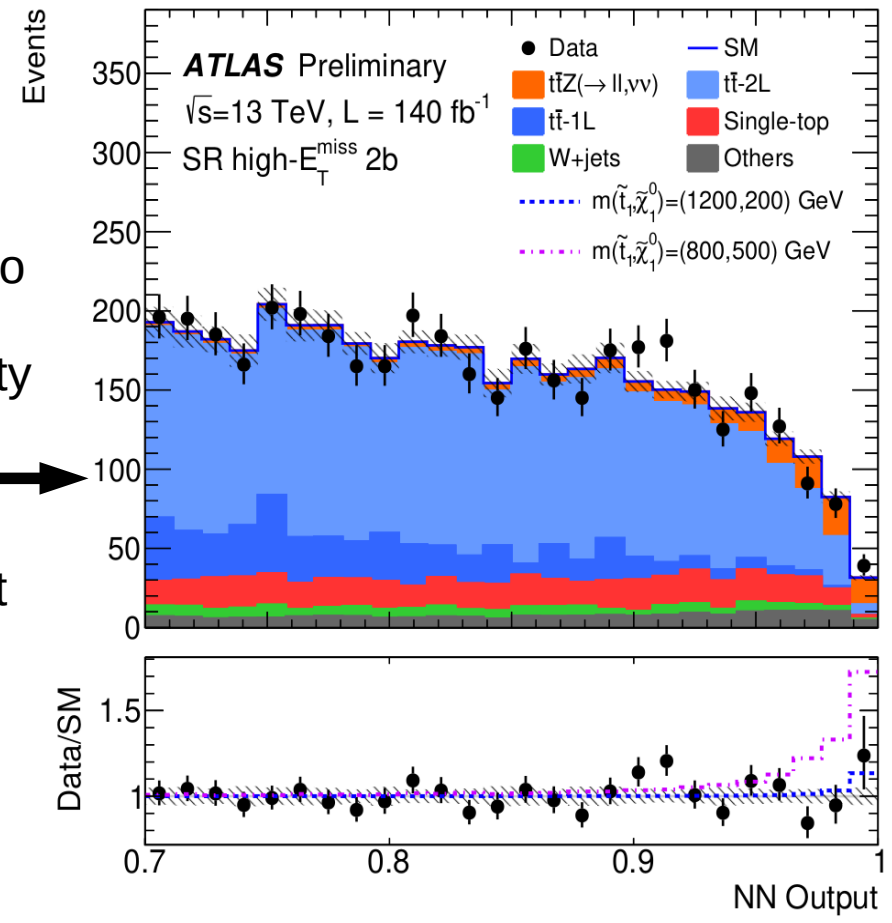 Events
350
300
250
200
150
100
50
0
ATLAS Preliminary
√s=13 TeV, L = 140 fb⁻¹
SR high-E_T^miss 2b
Data
SM
tt̄Z(→ ll,νν)
tt̄-2L
tt̄-1L
Single-top
W+jets
Others
m(t̃₁,χ̃₁⁰)=(1200,200) GeV
m(t̃₁,χ̃₁⁰)=(800,500) GeV
o
ty
t
Data/SM
1.5
1
0.7
0.8
0.9
1
NN Output